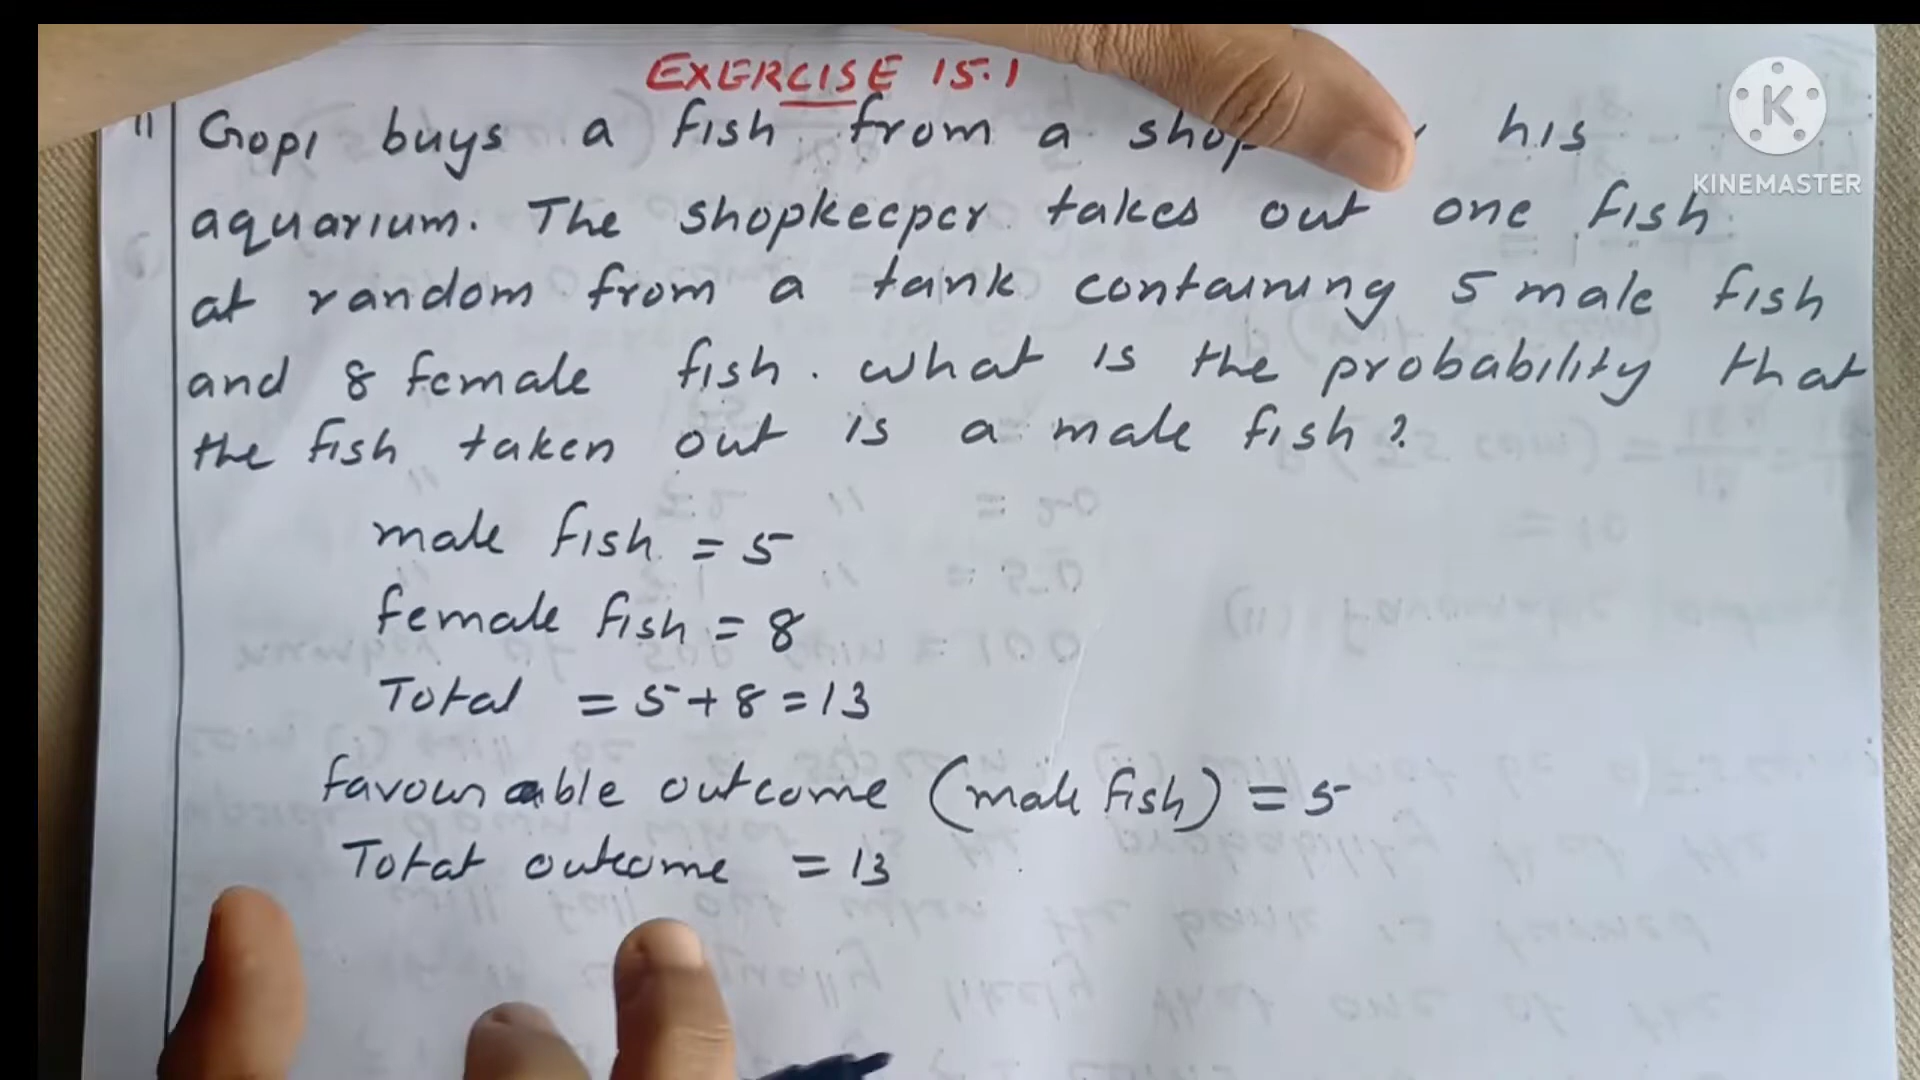 EXERCISE 15.1
11 Gopi buys a fish from a shop his
aquarium. The shopkeeper takes out one fish
at random from a tank containing 5 male fish
and 8 female fish. what is the probability that
the fish taken out is a male fish?
male fish = 5
female fish = 8
Total = 5+8=13
favourable outcome (male fish) = 5
Total outcome = 13
KINEMASTER